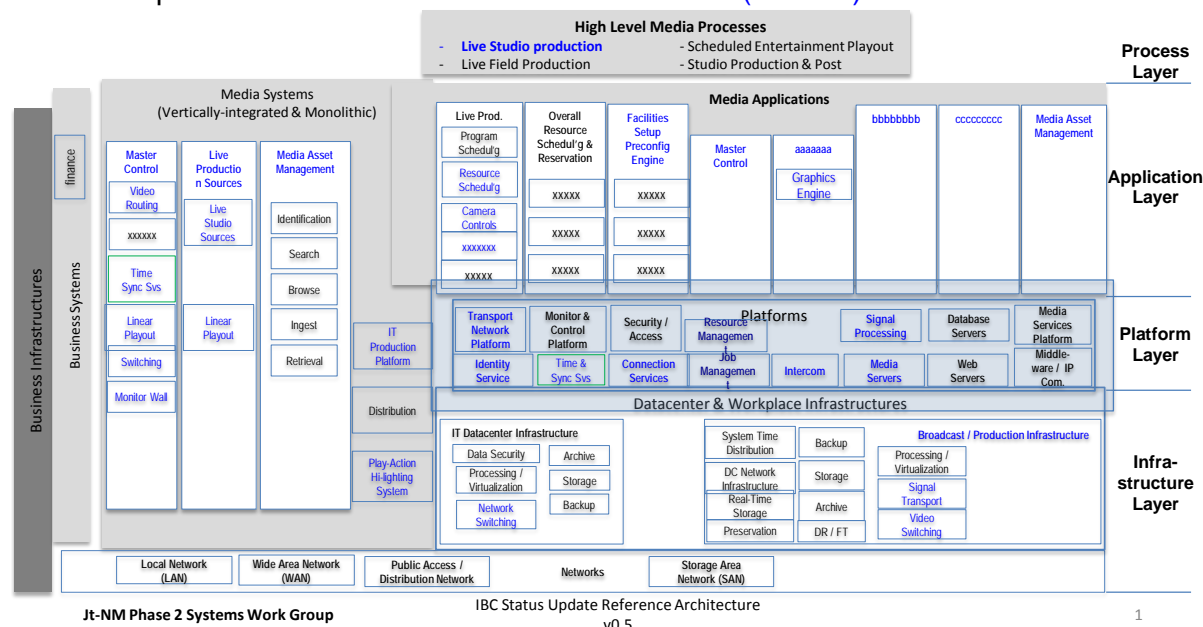 High Level Media Processes
- Live Studio production
- Scheduled Entertainment Playout
- Live Field Production
- Studio Production & Post
Process
Layer
Media Systems
(Vertically-integrated & Monolithic)
Media Applications
Business Infrastructures
Business Systems
finance
Master
Control
Video
Routing
xxxxxx
Time
Sync Svs
Linear
Playout
Switching
Monitor Wall
Live
Productio
n Sources
Live
Studio
Sources
Linear
Playout
Media Asset
Management
Identification
Search
Browse
Ingest
Retrieval
IT
Production
Platform
Distribution
Play-Action
Hi-lighting
System
Live Prod.
Program
Schedul'g
Resource
Schedul'g
Camera
Controls
xxxxxxx
xxxxx
Overall
Resource
Schedul'g &
Reservation
xxxxx
xxxxx
xxxxx
Facilities
Setup
Preconfig
Engine
xxxxx
xxxxx
xxxxx
Master
Control
aaaaaaa
Graphics
Engine
bbbbbbbb
ccccccccc
Media Asset
Management
Application
Layer
Platforms
Transport
Network
Platform
Monitor &
Control
Platform
Security /
Access
Resource
Managemen
t
Signal
Processing
Database
Servers
Media
Services
Platform
Identity
Service
Time &
Sync Svs
Connection
Services
Job
Managemen
t
Intercom
Media
Servers
Web
Servers
Middle-
ware / IP
Com.
Platform
Layer
Datacenter & Workplace Infrastructures
IT Datacenter Infrastructure
Data Security
Processing /
Virtualization
Network
Switching
Archive
Storage
Backup
System Time
Distribution
DC Network
Infrastructure
Real-Time
Storage
Preservation
Backup
Storage
Archive
DR / FT
Broadcast / Production Infrastructure
Processing /
Virtualization
Signal
Transport
Video
Switching
Infra-
structure
Layer
Local Network
(LAN)
Wide Area Network
(WAN)
Public Access /
Distribution Network
Networks
Storage Area
Network (SAN)
Jt-NM Phase 2 Systems Work Group
IBC Status Update Reference Architecture
v0.5
1